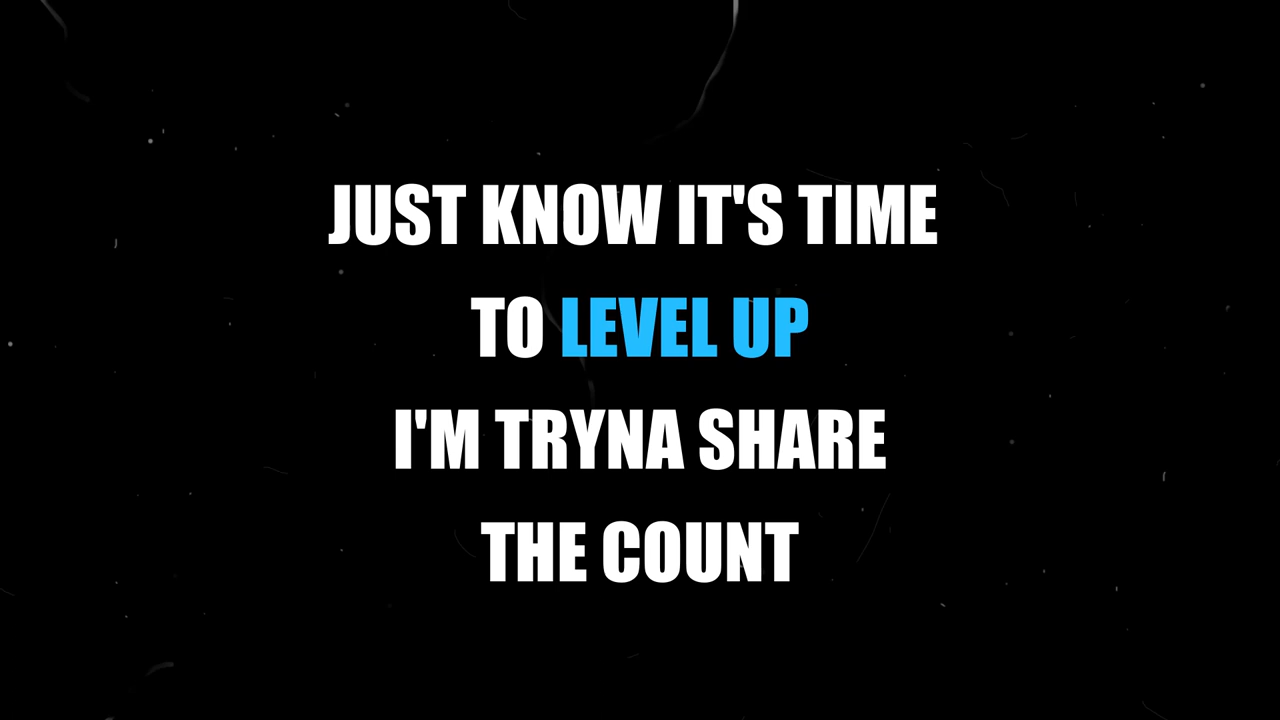 JUST KNOW IT'S TIME
TO LEVEL UP
I'M TRYNA SHARE
THE COUNT